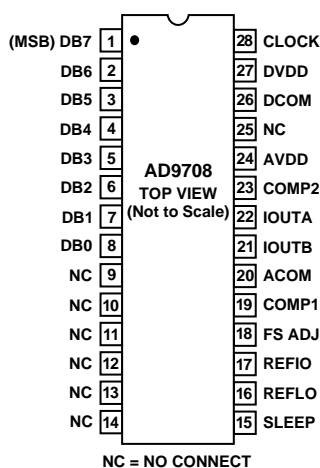 (MSB) DB7 1 28 CLOCK
DB6 2 27 DVDD
DB5 3 26 DCOM
DB4 4 25 NC
DB3 5 24 AVDD
DB2 6 23 COMP2
DB1 7 22 IOUTA
DB0 8 21 IOUTB
NC 9 20 ACOM
NC 10 19 COMP1
NC 11 18 FS ADJ
NC 12 17 REFIO
NC 13 16 REFLO
NC 14 15 SLEEP
AD9708
TOP VIEW
(Not to Scale)
NC = NO CONNECT